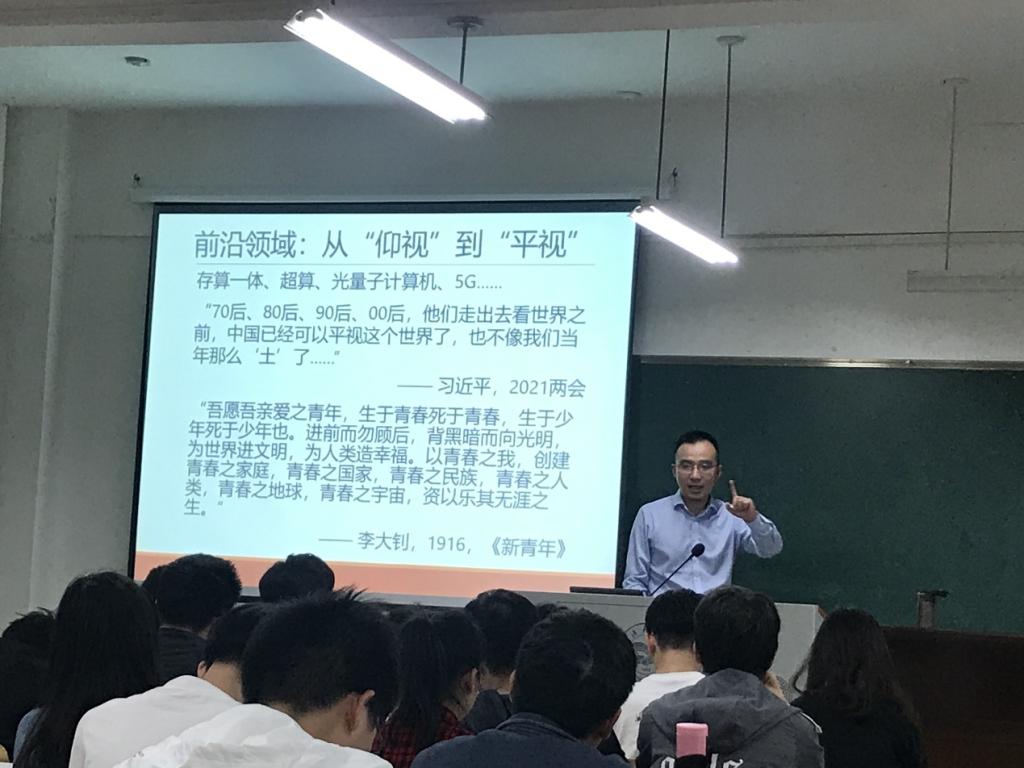 前沿领域：从“仰视”到“平视”
存算一体、超算、光量子计算机、5G……
“70后、80后、90后、00后，他们走出去看世界之
前，中国已经可以平视这个世界了，也不像我们当
年那么‘土’了……”
—— 习近平，2021两会
“吾愿吾亲爱之青年，生于青春死于青春，生于少
年死于少年也。进前而勿顾后，背黑暗而向光明，
为世界进文明，为人类造幸福。以青春之我，创建
青春之家庭，青春之国家，青春之民族，青春之人
类，青春之地球，青春之宇宙，资以乐其无涯之
生。”
—— 李大钊，1916，《新青年》